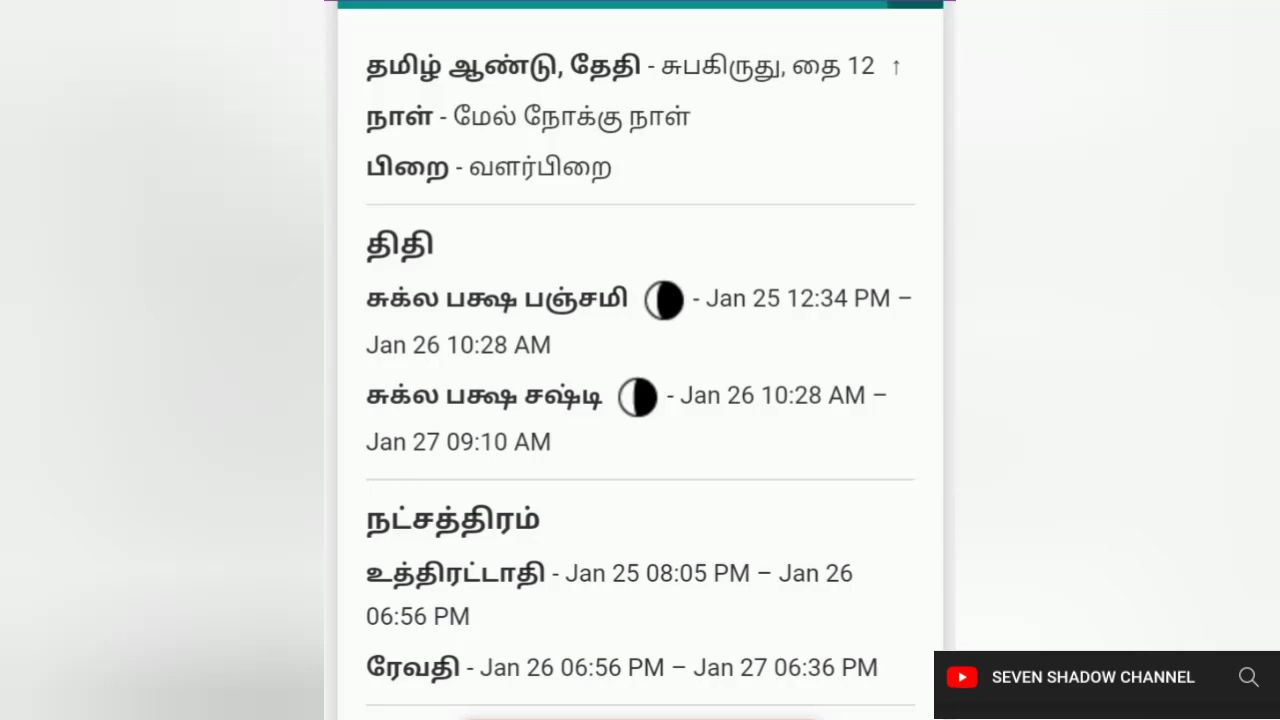 தமிழ் ஆண்டு, தேதி - சுபகிருது, தை 12 ↑
நாள் - மேல் நோக்கு நாள்
பிறை - வளர்பிறை
திதி
சுக்ல பக்ஷ பஞ்சமி - Jan 25 12:34 PM –
Jan 26 10:28 AM
சுக்ல பக்ஷ சஷ்டி - Jan 26 10:28 AM –
Jan 27 09:10 AM
நட்சத்திரம்
உத்திரட்டாதி - Jan 25 08:05 PM – Jan 26
06:56 PM
ரேவதி - Jan 26 06:56 PM – Jan 27 06:36 PM
SEVEN SHADOW CHANNEL